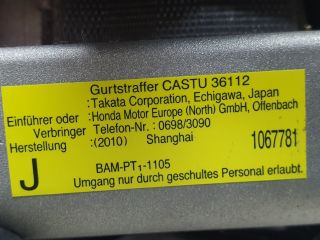 Gurtstraffer CASTU 36112
:Takata Corporation, Echigawa, Japan
Einführer oder :Honda Motor Europe (North) GmbH, Offenbach
Verbringer Telefon-Nr. : 0698/3090
Herstellung :(2010) Shanghai 1067781
J BAM-PT₁-1105
Umgang nur durch geschultes Personal erlaubt.